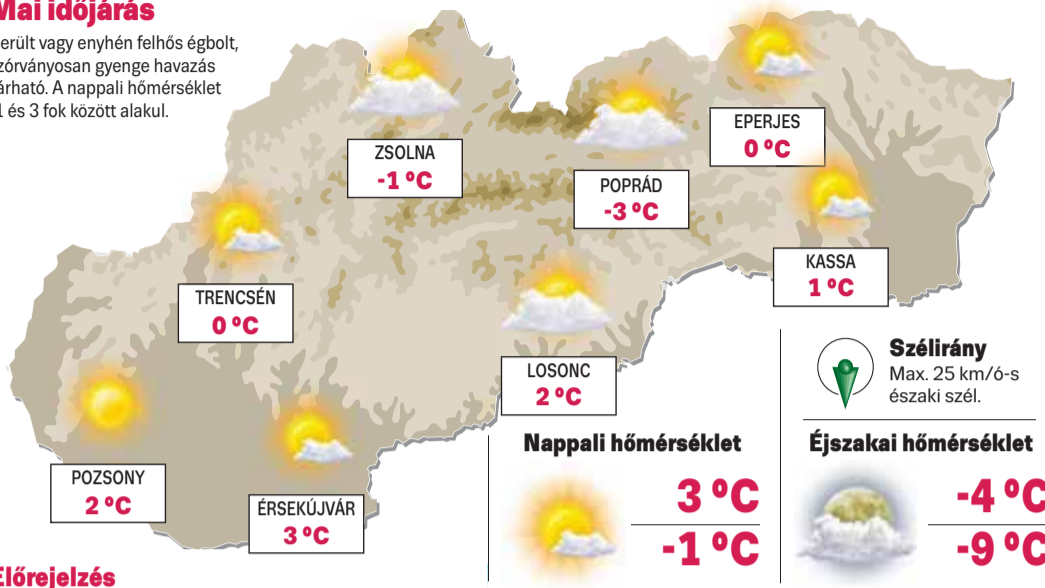 Mai időjárás
erült vagy enyhén felhős égbolt,
zórványosan gyenge havazás
árható. A nappali hőmérséklet
1 és 3 fok között alakul.
ZSOLNA
-1 °C
POPRÁD
-3 °C
EPERJES
0 °C
KASSA
1 °C
TRENCSÉN
0 °C
LOSONC
2 °C
POZSONY
2 °C
ÉRSEKÚJVÁR
3 °C
Szélirány
Max. 25 km/ó-s
északi szél.
Nappali hőmérséklet
3 °C
-1 °C
Éjszakai hőmérséklet
-4 °C
-9 °C
Előrejelzés